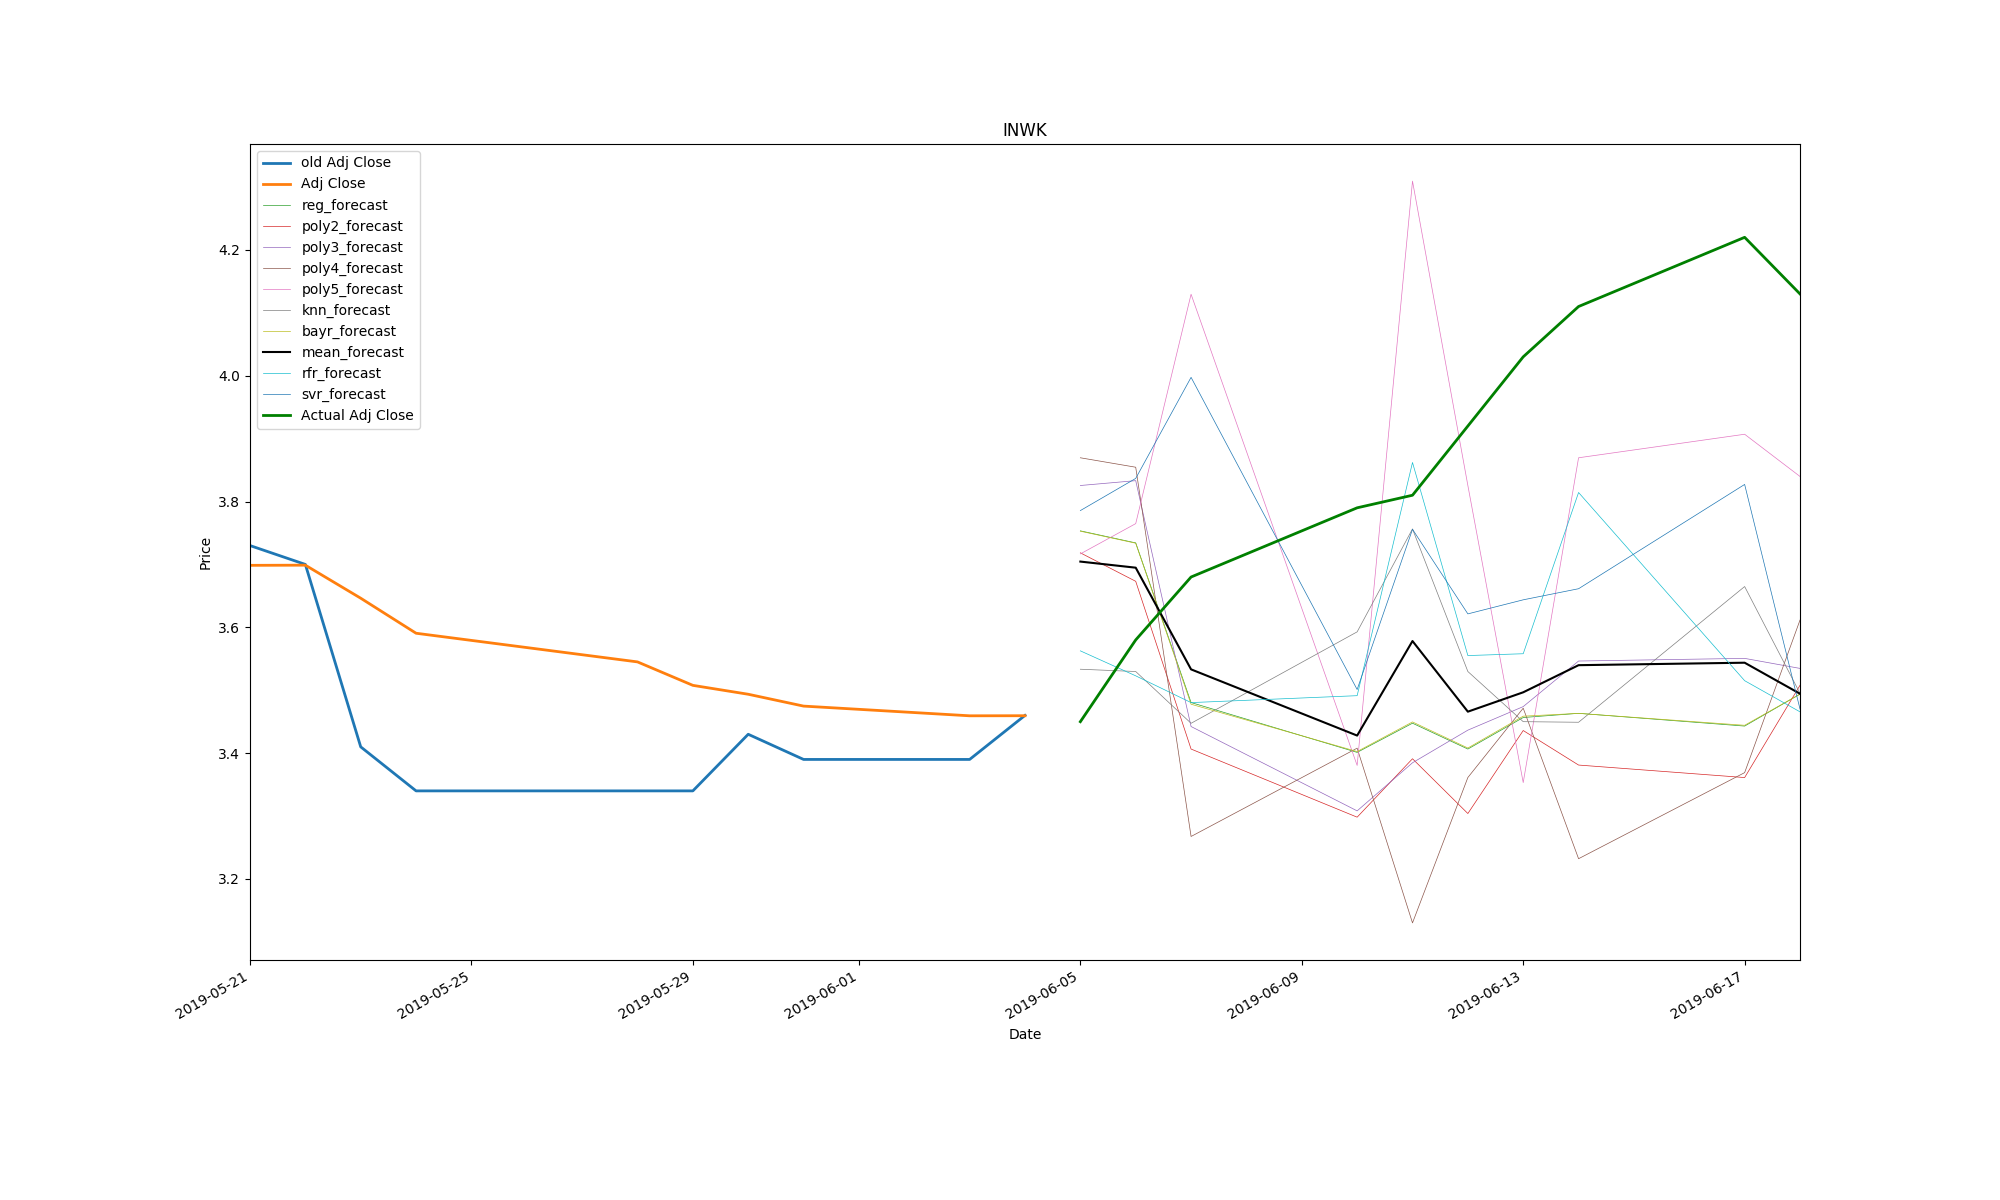 INWK
old Adj Close
Adj Close
reg_forecast
poly2_forecast
poly3_forecast
poly4_forecast
poly5_forecast
knn_forecast
bayr_forecast
mean_forecast
rfr_forecast
svr_forecast
Actual Adj Close
4.2
4.0
3.8
3.6
3.4
3.2
Price
2019-05-21
2019-05-25
2019-05-29
2019-06-01
2019-06-05
2019-06-09
2019-06-13
2019-06-17
Date